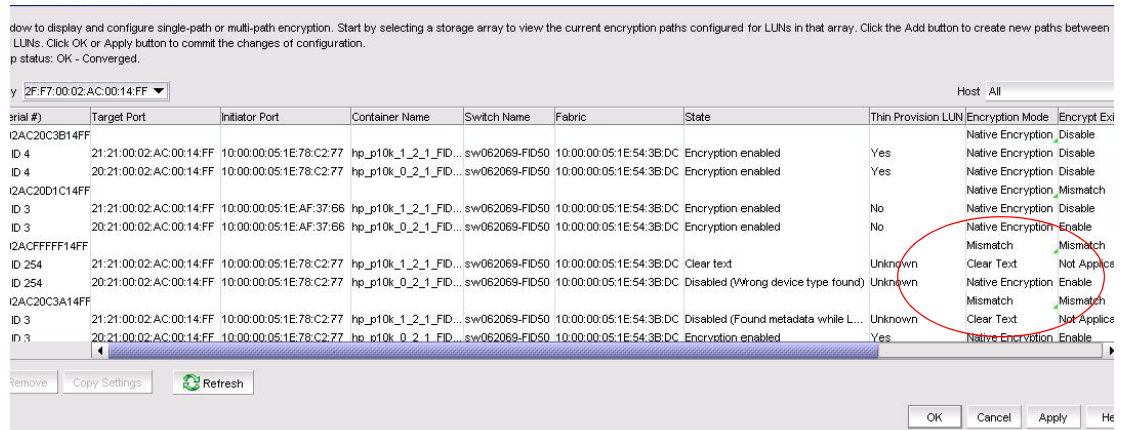 dow to display and configure single-path or multi-path encryption. Start by selecting a storage array to view the current encryption paths configured for LUNs in that array. Click the Add button to create new paths between
LUNs. Click OK or Apply button to commit the changes of configuration.
p status: OK - Converged.
y 2F:F7:00:02:AC:00:14:FF Host All
erial #) Target Port Initiator Port Container Name Switch Name Fabric State Thin Provision LUN Encryption Mode Encrypt Exi
02AC20C3B14FF Native Encryption Disable
ID 4 21:21:00:02:AC:00:14:FF 10:00:00:05:1E:78:C2:77 hp_p10k_1_2_1_FID... sw062069-FID50 10:00:00:05:1E:54:3B:DC Encryption enabled Yes Native Encryption Disable
ID 4 20:21:00:02:AC:00:14:FF 10:00:00:05:1E:78:C2:77 hp_p10k_0_2_1_FID... sw062069-FID50 10:00:00:05:1E:54:3B:DC Encryption enabled Yes Native Encryption Disable
02AC20D1C14FF Native Encryption Mismatch
ID 3 21:21:00:02:AC:00:14:FF 10:00:00:05:1E:AF:37:66 hp_p10k_1_2_1_FID... sw062069-FID50 10:00:00:05:1E:54:3B:DC Encryption enabled No Native Encryption Disable
ID 3 20:21:00:02:AC:00:14:FF 10:00:00:05:1E:AF:37:66 hp_p10k_0_2_1_FID... sw062069-FID50 10:00:00:05:1E:54:3B:DC Encryption enabled No Native Encryption Enable
02ACFFFFF14FF Mismatch Mismatch
ID 254 21:21:00:02:AC:00:14:FF 10:00:00:05:1E:78:C2:77 hp_p10k_1_2_1_FID... sw062069-FID50 10:00:00:05:1E:54:3B:DC Clear text Unknown Clear Text Not Applica
ID 254 20:21:00:02:AC:00:14:FF 10:00:00:05:1E:78:C2:77 hp_p10k_0_2_1_FID... sw062069-FID50 10:00:00:05:1E:54:3B:DC Disabled (Wrong device type found) Unknown Native Encryption Enable
02AC20C3A14FF Mismatch Mismatch
ID 3 21:21:00:02:AC:00:14:FF 10:00:00:05:1E:78:C2:77 hp_p10k_1_2_1_FID... sw062069-FID50 10:00:00:05:1E:54:3B:DC Disabled (Found metadata while L... Unknown Clear Text Not Applica
ID 3 20:21:00:02:AC:00:14:FF 10:00:00:05:1E:78:C2:77 hp_p10k_0_2_1_FID... sw062069-FID50 10:00:00:05:1E:54:3B:DC Encryption enabled Yes Native Encryption Enable
Remove Copy Settings Refresh
OK Cancel Apply He